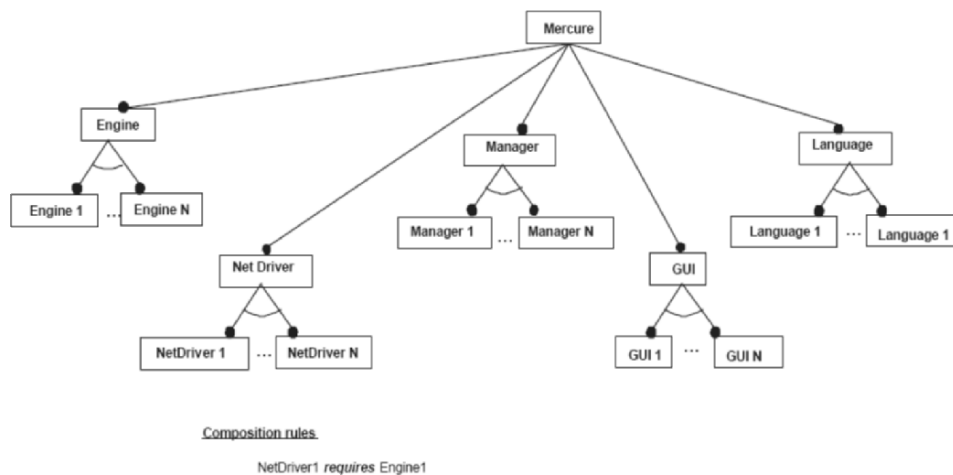 Mercure
Engine
Manager
Language
Engine 1 ... Engine N
Manager 1 ... Manager N
Language 1 ... Language 1
Net Driver
GUI
NetDriver 1 ... NetDriver N
GUI 1 ... GUI N
Composition rules
NetDriver1 requires Engine1